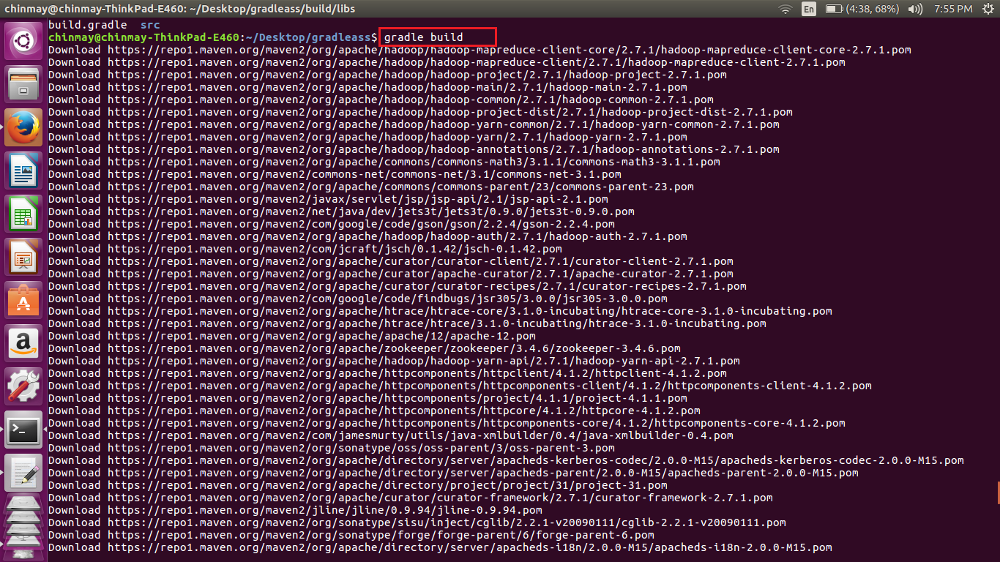 chinmay@chinmay-ThinkPad-E460: ~/Desktop/gradleass/build/libs
En
(4:38, 68%)
7:55 PM
build.gradle  src
chinmay@chinmay-ThinkPad-E460:~/Desktop/gradleass$ gradle build
Download https://repo1.maven.org/maven2/org/apache/hadoop/hadoop-mapreduce-client-core/2.7.1/hadoop-mapreduce-client-core-2.7.1.pom
Download https://repo1.maven.org/maven2/org/apache/hadoop/hadoop-mapreduce-client/2.7.1/hadoop-mapreduce-client-2.7.1.pom
Download https://repo1.maven.org/maven2/org/apache/hadoop/hadoop-project/2.7.1/hadoop-project-2.7.1.pom
Download https://repo1.maven.org/maven2/org/apache/hadoop/hadoop-main/2.7.1/hadoop-main-2.7.1.pom
Download https://repo1.maven.org/maven2/org/apache/hadoop/hadoop-common/2.7.1/hadoop-common-2.7.1.pom
Download https://repo1.maven.org/maven2/org/apache/hadoop/hadoop-project-dist/2.7.1/hadoop-project-dist-2.7.1.pom
Download https://repo1.maven.org/maven2/org/apache/hadoop/hadoop-yarn-common/2.7.1/hadoop-yarn-common-2.7.1.pom
Download https://repo1.maven.org/maven2/org/apache/hadoop/hadoop-yarn/2.7.1/hadoop-yarn-2.7.1.pom
Download https://repo1.maven.org/maven2/org/apache/hadoop/hadoop-annotations/2.7.1/hadoop-annotations-2.7.1.pom
Download https://repo1.maven.org/maven2/org/apache/commons/commons-math3/3.1.1/commons-math3-3.1.1.pom
Download https://repo1.maven.org/maven2/commons-net/commons-net/3.1/commons-net-3.1.pom
Download https://repo1.maven.org/maven2/org/apache/commons/commons-parent/23/commons-parent-23.pom
Download https://repo1.maven.org/maven2/javax/servlet/jsp/jsp-api/2.1/jsp-api-2.1.pom
Download https://repo1.maven.org/maven2/net/java/dev/jets3t/jets3t/0.9.0/jets3t-0.9.0.pom
Download https://repo1.maven.org/maven2/com/google/code/gson/gson/2.2.4/gson-2.2.4.pom
Download https://repo1.maven.org/maven2/org/apache/hadoop/hadoop-auth/2.7.1/hadoop-auth-2.7.1.pom
Download https://repo1.maven.org/maven2/com/jcraft/jsch/0.1.42/jsch-0.1.42.pom
Download https://repo1.maven.org/maven2/org/apache/curator/curator-client/2.7.1/curator-client-2.7.1.pom
Download https://repo1.maven.org/maven2/org/apache/curator/apache-curator/2.7.1/apache-curator-2.7.1.pom
Download https://repo1.maven.org/maven2/org/apache/curator/curator-recipes/2.7.1/curator-recipes-2.7.1.pom
Download https://repo1.maven.org/maven2/com/google/code/findbugs/jsr305/3.0.0/jsr305-3.0.0.pom
Download https://repo1.maven.org/maven2/org/apache/htrace/htrace-core/3.1.0-incubating/htrace-core-3.1.0-incubating.pom
Download https://repo1.maven.org/maven2/org/apache/htrace/htrace/3.1.0-incubating/htrace-3.1.0-incubating.pom
Download https://repo1.maven.org/maven2/org/apache/apache/12/apache-12.pom
Download https://repo1.maven.org/maven2/org/apache/zookeeper/zookeeper/3.4.6/zookeeper-3.4.6.pom
Download https://repo1.maven.org/maven2/org/apache/hadoop/hadoop-yarn-api/2.7.1/hadoop-yarn-api-2.7.1.pom
Download https://repo1.maven.org/maven2/org/apache/httpcomponents/httpclient/4.1.2/httpclient-4.1.2.pom
Download https://repo1.maven.org/maven2/org/apache/httpcomponents/httpcomponents-client/4.1.2/httpcomponents-client-4.1.2.pom
Download https://repo1.maven.org/maven2/org/apache/httpcomponents/project/4.1.1/project-4.1.1.pom
Download https://repo1.maven.org/maven2/org/apache/httpcomponents/httpcore/4.1.2/httpcore-4.1.2.pom
Download https://repo1.maven.org/maven2/org/apache/httpcomponents/httpcomponents-core/4.1.2/httpcomponents-core-4.1.2.pom
Download https://repo1.maven.org/maven2/com/jamesmurty/utils/java-xmlbuilder/0.4/java-xmlbuilder-0.4.pom
Download https://repo1.maven.org/maven2/org/sonatype/oss/oss-parent/3/oss-parent-3.pom
Download https://repo1.maven.org/maven2/org/apache/directory/server/apacheds-kerberos-codec/2.0.0-M15/apacheds-kerberos-codec-2.0.0-M15.pom
Download https://repo1.maven.org/maven2/org/apache/directory/server/apacheds-parent/2.0.0-M15/apacheds-parent-2.0.0-M15.pom
Download https://repo1.maven.org/maven2/org/apache/directory/project/project/31/project-31.pom
Download https://repo1.maven.org/maven2/org/apache/curator/curator-framework/2.7.1/curator-framework-2.7.1.pom
Download https://repo1.maven.org/maven2/jline/jline/0.9.94/jline-0.9.94.pom
Download https://repo1.maven.org/maven2/org/sonatype/sisu/inject/cglib/2.2.1-v20090111/cglib-2.2.1-v20090111.pom
Download https://repo1.maven.org/maven2/org/sonatype/forge/forge-parent/6/forge-parent-6.pom
Download https://repo1.maven.org/maven2/org/apache/directory/server/apacheds-i18n/2.0.0-M15/apacheds-i18n-2.0.0-M15.pom